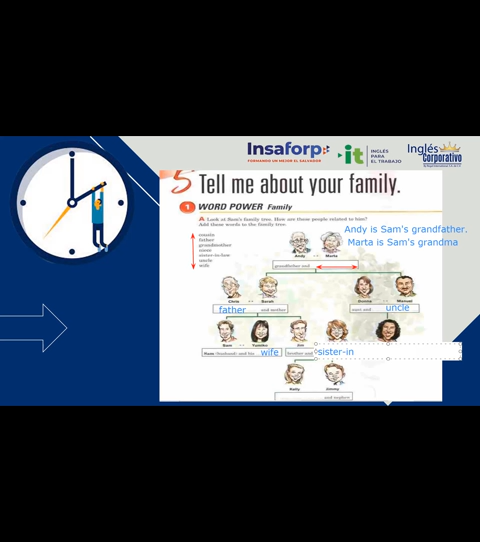 Insaforp
FORMANDO UN MEJOR EL SALVADOR
it
INGLÉS
PARA
EL TRABAJO
Inglés
Corporativo
5 Tell me about your family.
1 WORD POWER Family
A Look at Sam's family tree. How are these people related to him?
Add these words to the family tree.
cousin
father
grandmother
niece
sister-in-law
uncle
wife
Andy is Sam's grandfather.
Marta is Sam's grandma
Andy
Marta
grandfather and
Chris
Sarah
Donna
Manuel
father and mother
aunt and uncle
Sam
Yumiko
Jim
Sam (husband) and his wife
brother and sister-in
Kelly
Jimmy
and nephew